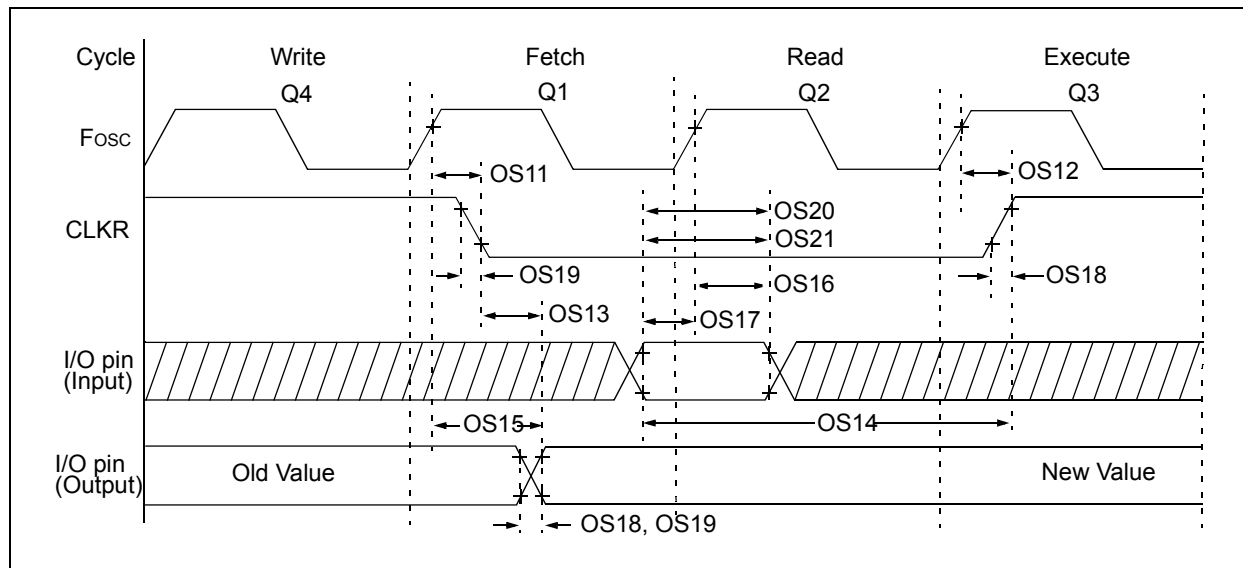 Cycle Write Fetch Read Execute
Q4 Q1 Q2 Q3
Fosc
OS11 OS12
CLKR
OS20
OS21
OS19 OS16 OS18
OS13 OS17
I/O pin
(Input)
OS15 OS14
I/O pin
(Output)
Old Value New Value
OS18, OS19